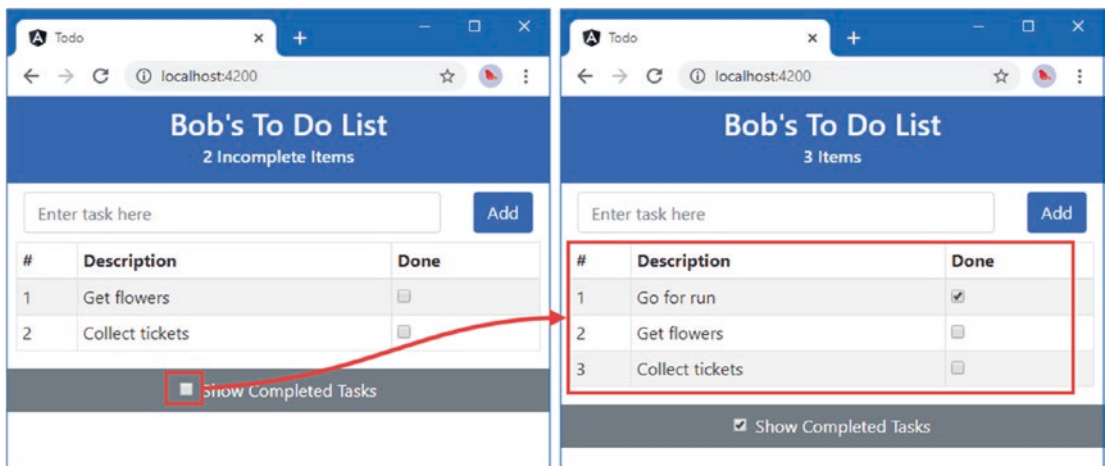 Todo
localhost:4200
Bob's To Do List
2 Incomplete Items
Enter task here Add
# Description Done
1 Get flowers
2 Collect tickets
Show Completed Tasks
Todo
localhost:4200
Bob's To Do List
3 Items
Enter task here Add
# Description Done
1 Go for run
2 Get flowers
3 Collect tickets
Show Completed Tasks